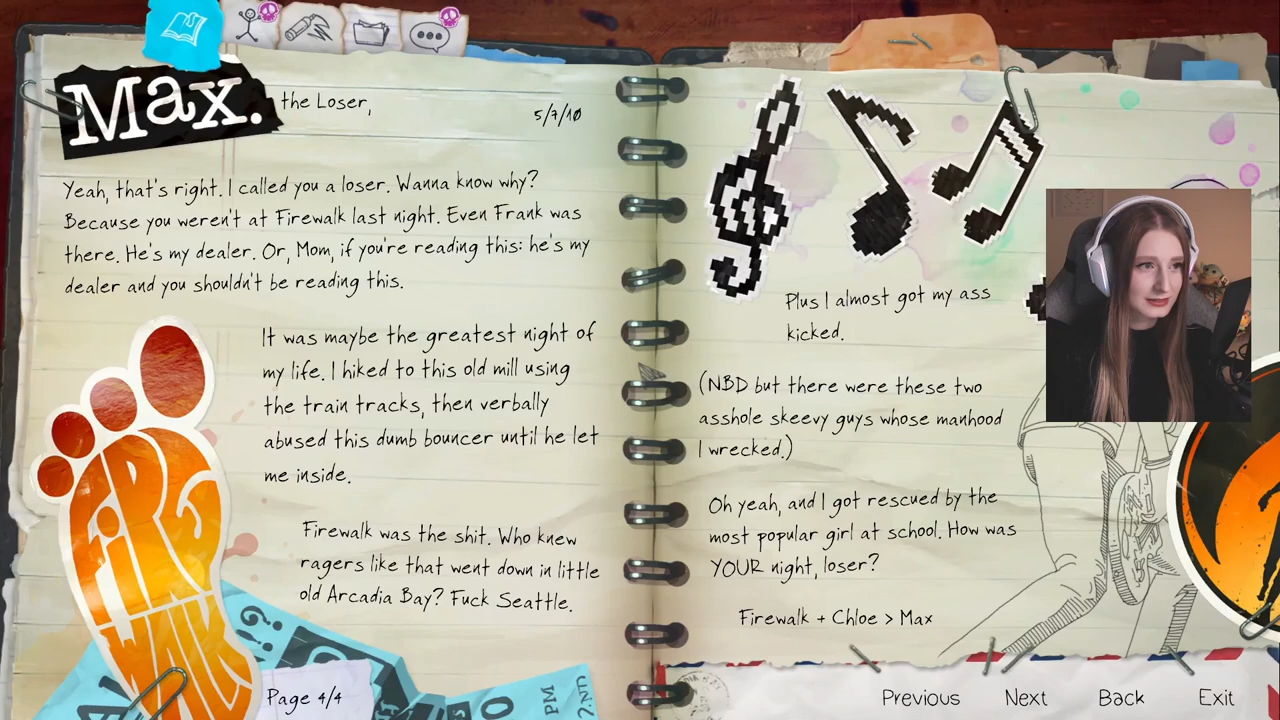 Max.
the Loser,
5/7/10
Yeah, that's right. I called you a loser. Wanna know why?
Because you weren't at Firewalk last night. Even Frank was
there. He's my dealer. Or, Mom, if you're reading this: he's my
dealer and you shouldn't be reading this.
It was maybe the greatest night of
my life. I hiked to this old mill using
the train tracks, then verbally
abused this dumb bouncer until he let
me inside.
Firewalk was the shit. Who knew
ragers like that went down in little
old Arcadia Bay? Fuck Seattle.
FIRE
WALK
PM
Page 4/4
Plus I almost got my ass
kicked.
(NBD but there were these two
asshole skeevy guys whose manhood
I wrecked.)
Oh yeah, and I got rescued by the
most popular girl at school. How was
YOUR night, loser?
Firewalk + Chloe > Max
Previous
Next
Back
Exit